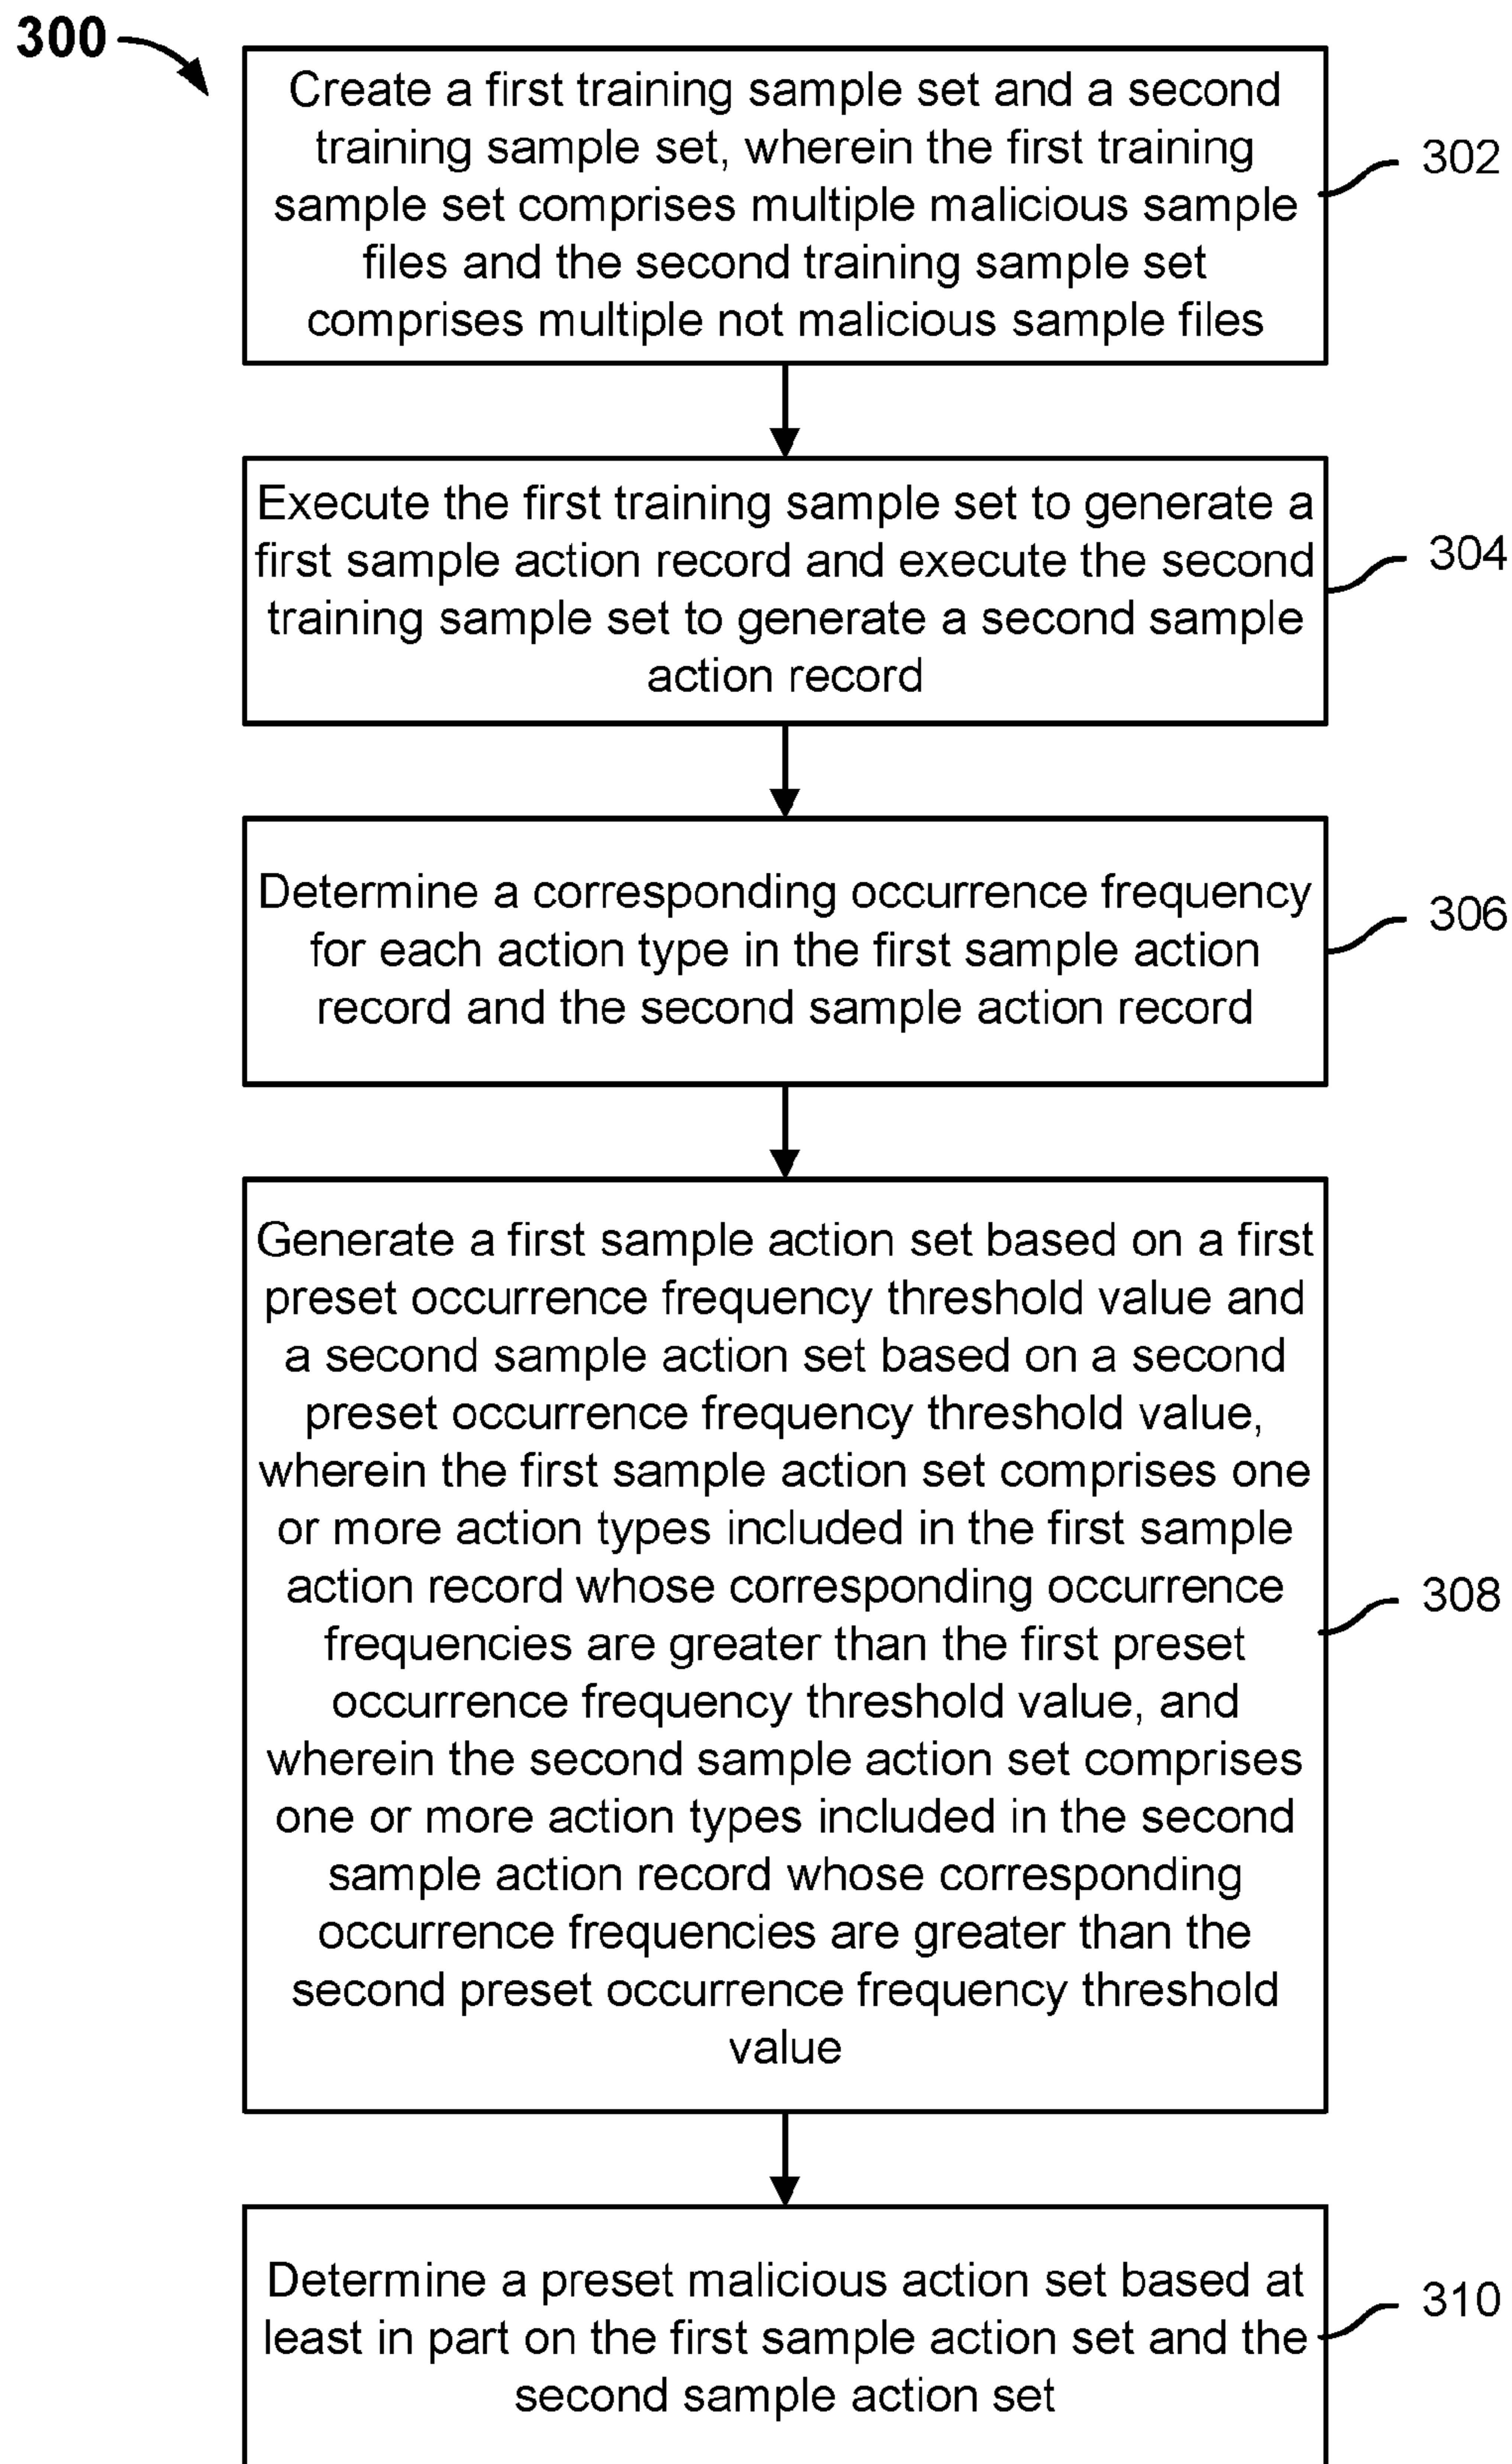 300
Create a first training sample set and a second
training sample set, wherein the first training
sample set comprises multiple malicious sample
files and the second training sample set
comprises multiple not malicious sample files
302
Execute the first training sample set to generate a
first sample action record and execute the second
training sample set to generate a second sample
action record
304
Determine a corresponding occurrence frequency
for each action type in the first sample action
record and the second sample action record
306
Generate a first sample action set based on a first
preset occurrence frequency threshold value and
a second sample action set based on a second
preset occurrence frequency threshold value,
wherein the first sample action set comprises one
or more action types included in the first sample
action record whose corresponding occurrence
frequencies are greater than the first preset
occurrence frequency threshold value, and
wherein the second sample action set comprises
one or more action types included in the second
sample action record whose corresponding
occurrence frequencies are greater than the
second preset occurrence frequency threshold
value
308
Determine a preset malicious action set based at
least in part on the first sample action set and the
second sample action set
310